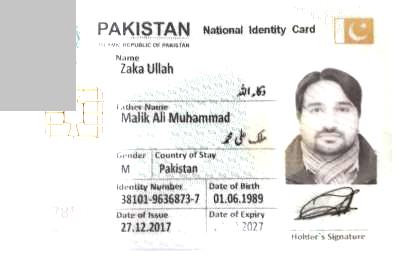 PAKISTAN National Identity Card
ISLAMIC REPUBLIC OF PAKISTAN
Name
Zaka Ullah
ذکاء اللہ
Father Name
Malik Ali Muhammad
ملک علی محمد
Gender Country of Stay
M Pakistan
Identity Number Date of Birth
38101-9636873-7 01.06.1989
Date of Issue Date of Expiry
27.12.2017 2027
Holder's Signature